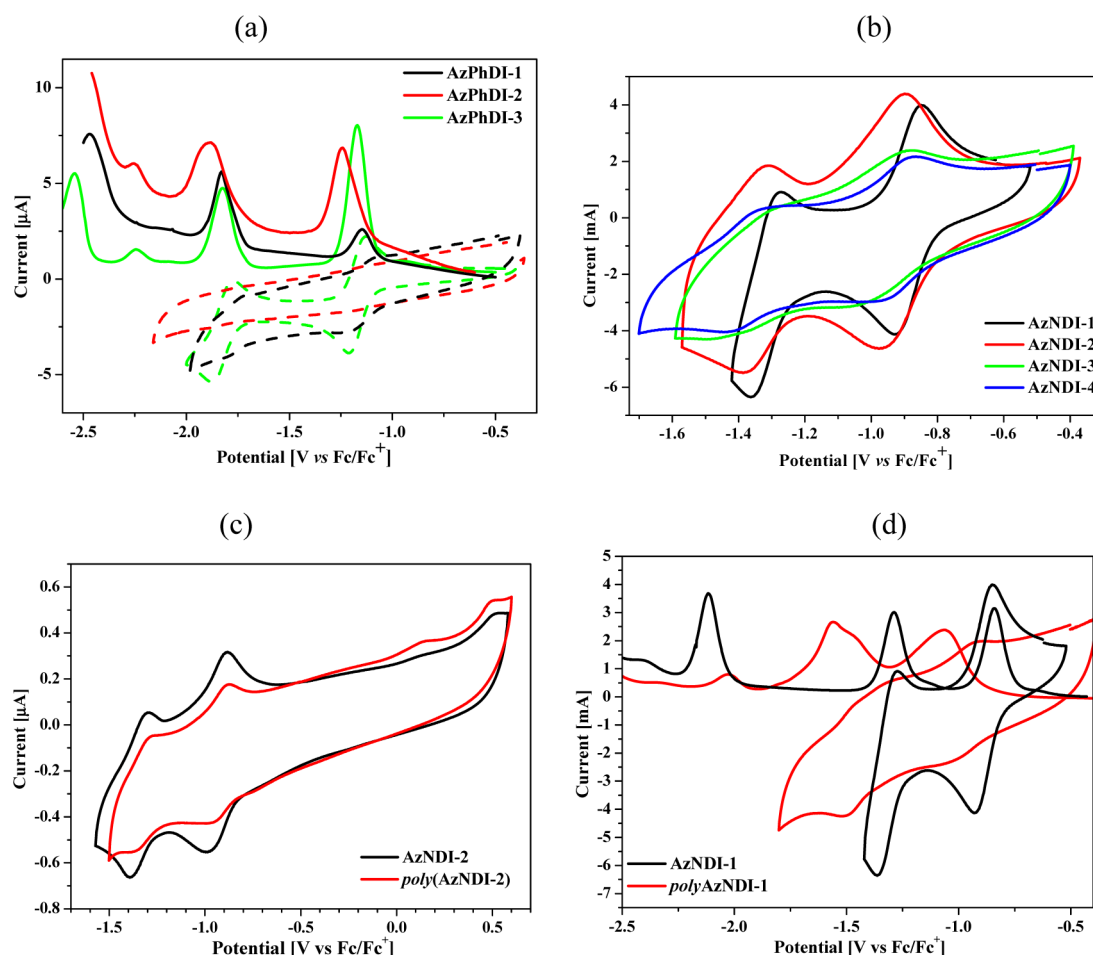 (a)
AzPhDI-1
AzPhDI-2
AzPhDI-3
10
5
0
-5
Current [µA]
-2.5 -2.0 -1.5 -1.0 -0.5
Potential [V vs Fc/Fc+]
(b)
4
2
0
-2
-4
-6
Current [mA]
AzNDI-1
AzNDI-2
AzNDI-3
AzNDI-4
-1.6 -1.4 -1.2 -1.0 -0.8 -0.6 -0.4
Potential [V vs Fc/Fc+]
(c)
0.6
0.4
0.2
0.0
-0.2
-0.4
-0.6
-0.8
Current [µA]
AzNDI-2
poly(AzNDI-2)
-1.5 -1.0 -0.5 0.0 0.5
Potential [V vs Fc/Fc+]
(d)
5
4
3
2
1
0
-1
-2
-3
-4
-5
-6
-7
Current [mA]
AzNDI-1
polyAzNDI-1
-2.5 -2.0 -1.5 -1.0 -0.5
Potential [V vs Fc/Fc+]